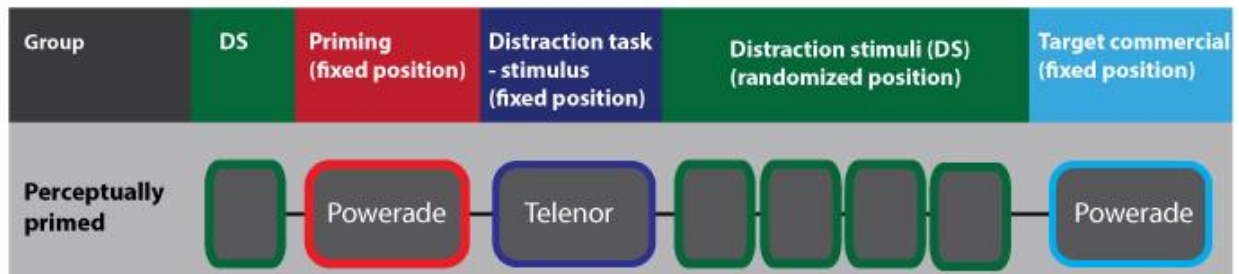 Group
DS
Priming
(fixed position)
Distraction task
- stimulus
(fixed position)
Distraction stimuli (DS)
(randomized position)
Target commercial
(fixed position)
Perceptually
primed
Powerade
Telenor
Powerade